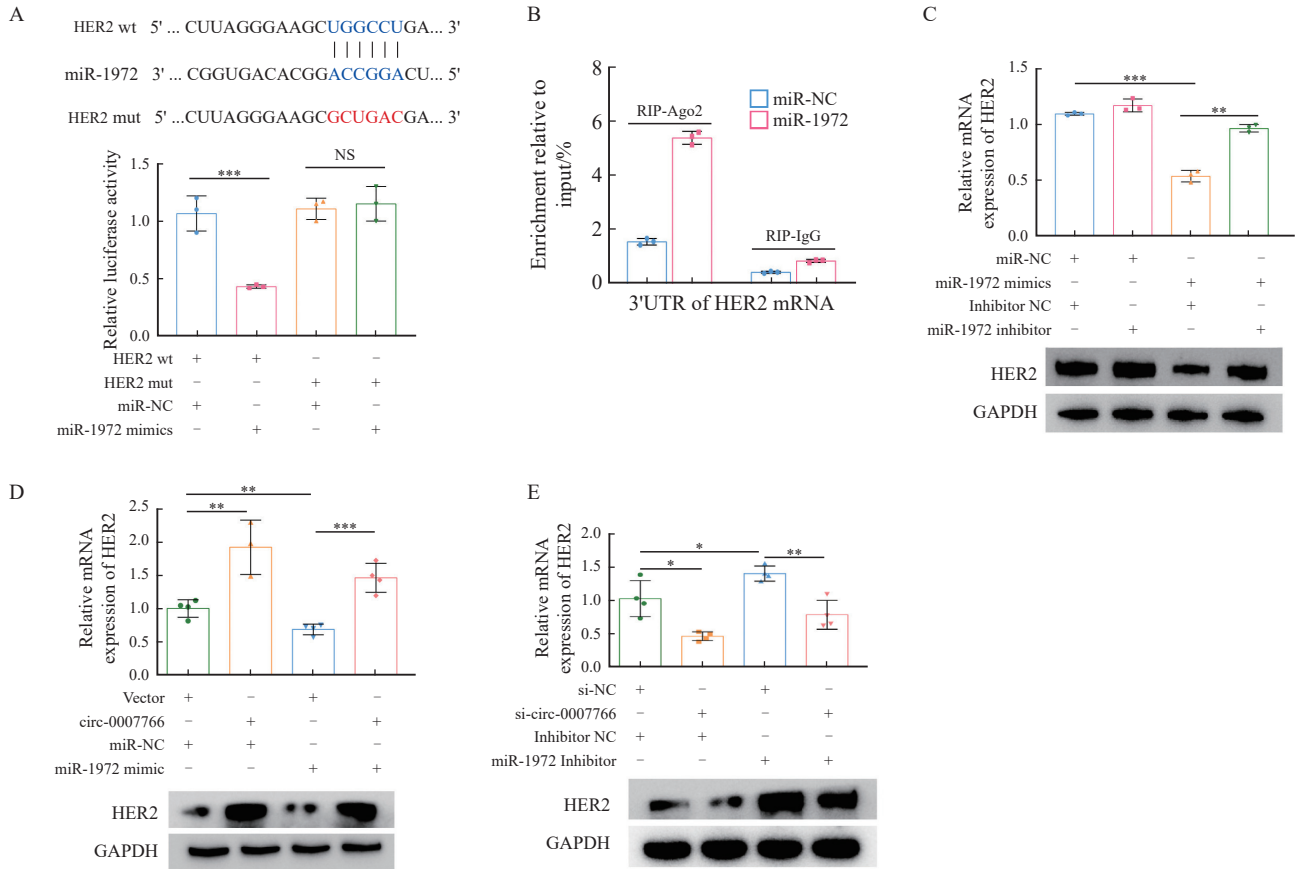 A
HER2 wt 5' ... CUUAGGGAAGCUGGCCUGA... 3'
miR-1972 3' ... CGGUGACACGGACCGGACU... 5'
HER2 mut 5' ... CUUAGGGAAGCGCUGACGA... 3'
Relative luciferase activity
1.5
1.0
0.5
0.0
***
NS
HER2 wt + + − −
HER2 mut − − + +
miR-NC + − + −
miR-1972 mimics − + − +
B
Enrichment relative to
input/%
8
6
4
2
0
RIP-Ago2
RIP-IgG
miR-NC
miR-1972
3'UTR of HER2 mRNA
C
Relative mRNA
expression of HER2
1.5
1.0
0.5
0.0
***
**
miR-NC + + − −
miR-1972 mimics − − + +
Inhibitor NC + − + −
miR-1972 inhibitor − + − +
HER2
GAPDH
D
Relative mRNA
expression of HER2
2.5
2.0
1.5
1.0
0.5
0.0
**
**
***
Vector + − + −
circ-0007766 − + − +
miR-NC + + − −
miR-1972 mimic − − + +
HER2
GAPDH
E
Relative mRNA
expression of HER2
2.0
1.5
1.0
0.5
0.0
*
*
**
si-NC + − + −
si-circ-0007766 − + − +
Inhibitor NC + + − −
miR-1972 Inhibitor − − + +
HER2
GAPDH